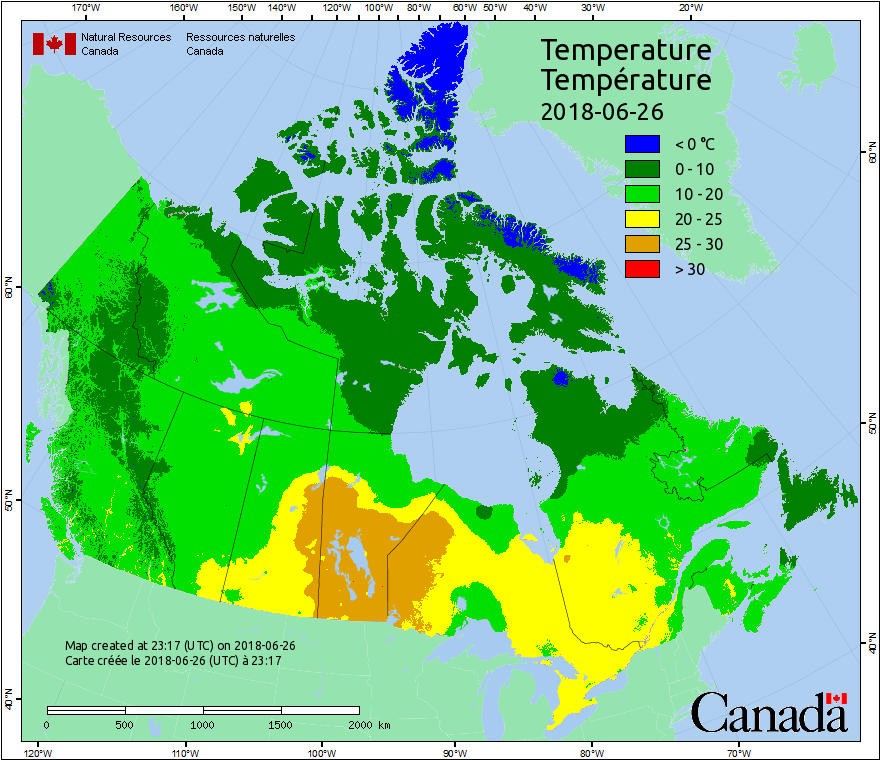 170°W 160°W 150°W 140°W 130°W 120°W 110°W 100°W 90°W 80°W 60°W 50°W 40°W 30°W 20°W
Natural Resources Ressources naturelles
Canada Canada
Temperature
Température
2018-06-26
< 0 °C
0 - 10
10 - 20
20 - 25
25 - 30
> 30
60°N
60°N
50°N
50°N
40°N
40°N
Map created at 23:17 (UTC) on 2018-06-26
Carte créée le 2018-06-26 (UTC) à 23:17
0 500 1000 1500 2000 km
Canada
120°W 110°W 100°W 90°W 80°W 70°W